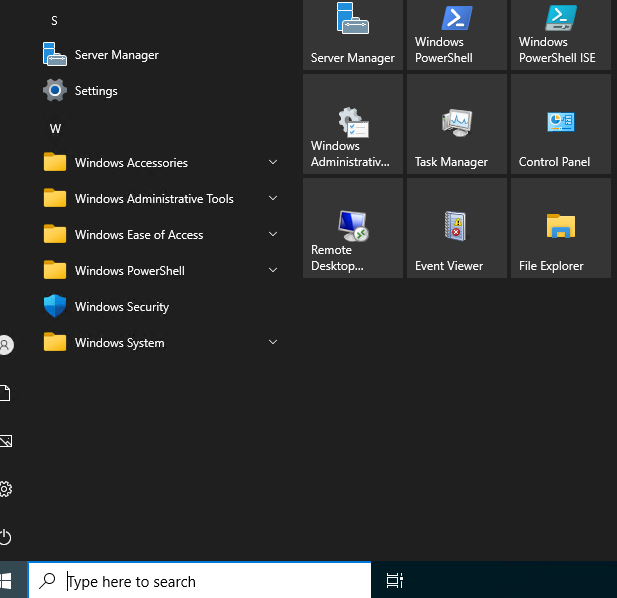 S
Server Manager
Settings
W
Windows Accessories
Windows Administrative Tools
Windows Ease of Access
Windows PowerShell
Windows Security
Windows System
Server Manager
Windows
PowerShell
Windows
PowerShell ISE
Windows
Administrativ...
Task Manager
Control Panel
Remote
Desktop...
Event Viewer
File Explorer
Type here to search